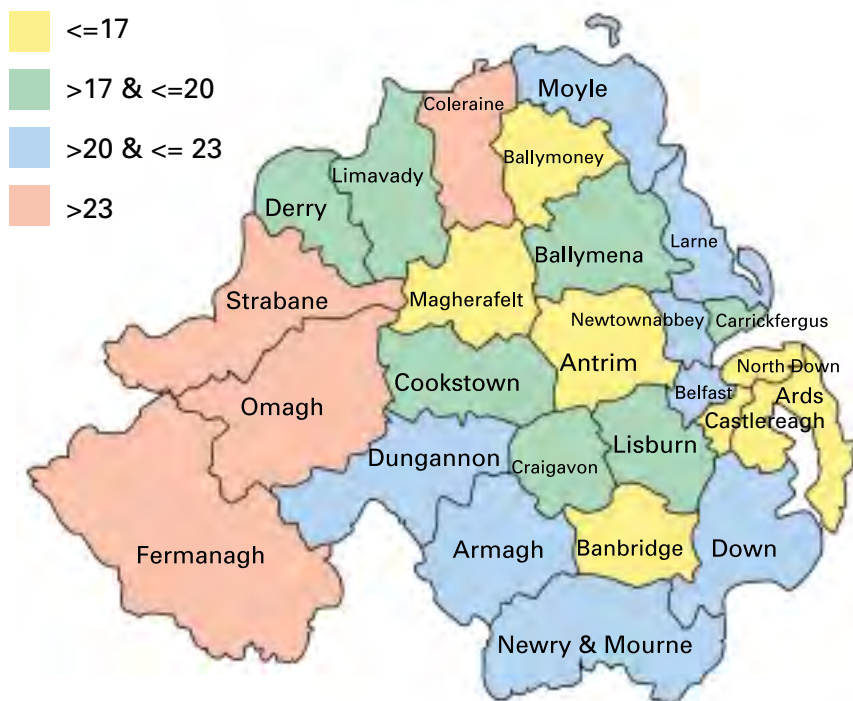 <=17
>17 & <=20
>20 & <= 23
>23
Moyle
Coleraine
Ballymoney
Limavady
Derry
Larne
Ballymena
Strabane
Magherafelt
Newtownabbey
Carrickfergus
Antrim
North Down
Cookstown
Belfast
Ards
Omagh
Castlereagh
Lisburn
Dungannon
Craigavon
Armagh
Banbridge
Down
Fermanagh
Newry & Mourne